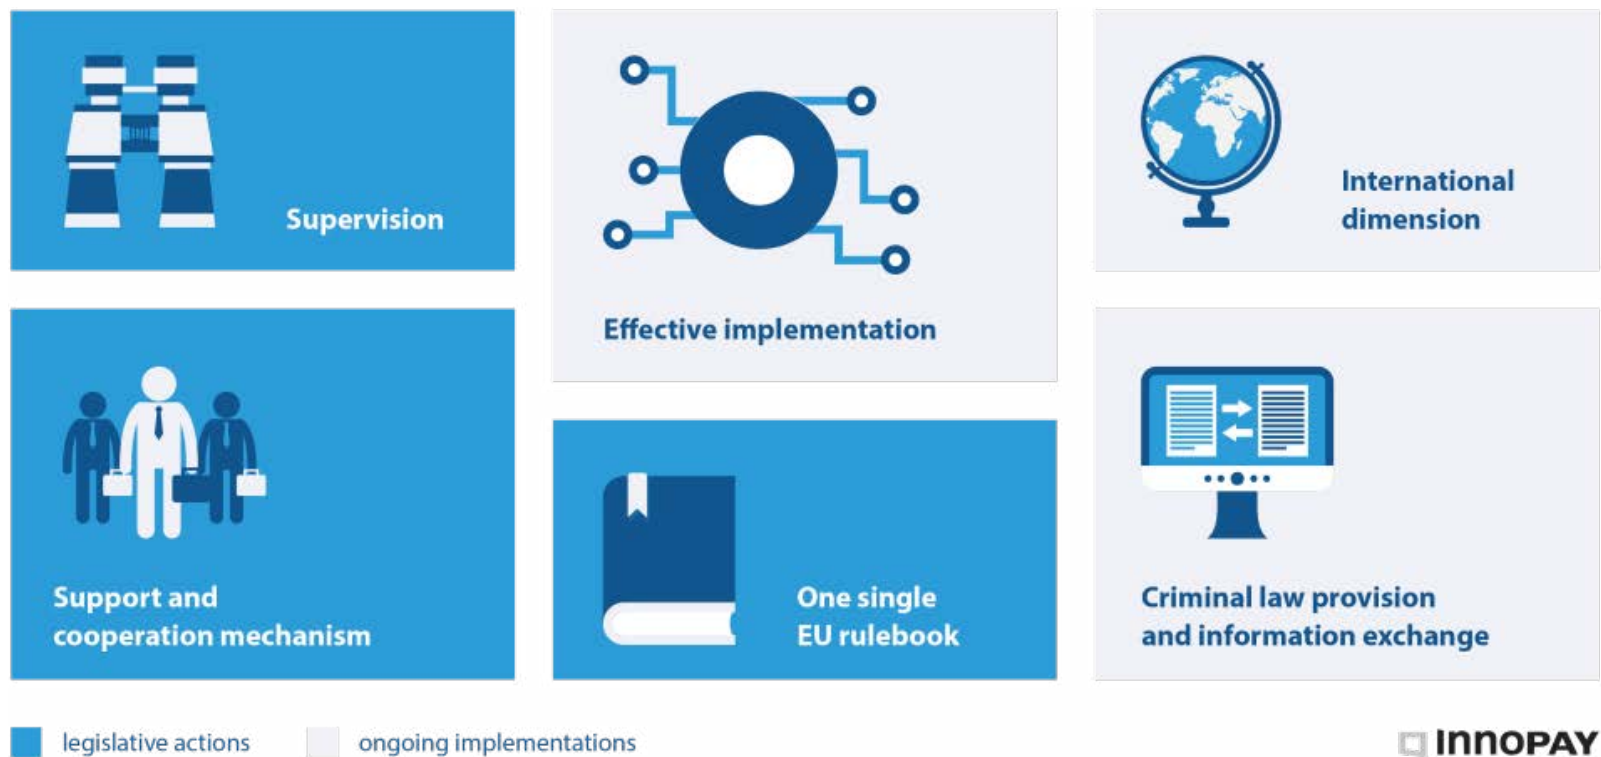 Supervision
Effective implementation
International
dimension
Support and
cooperation mechanism
One single
EU rulebook
Criminal law provision
and information exchange
legislative actions
ongoing implementations
INNOPAY